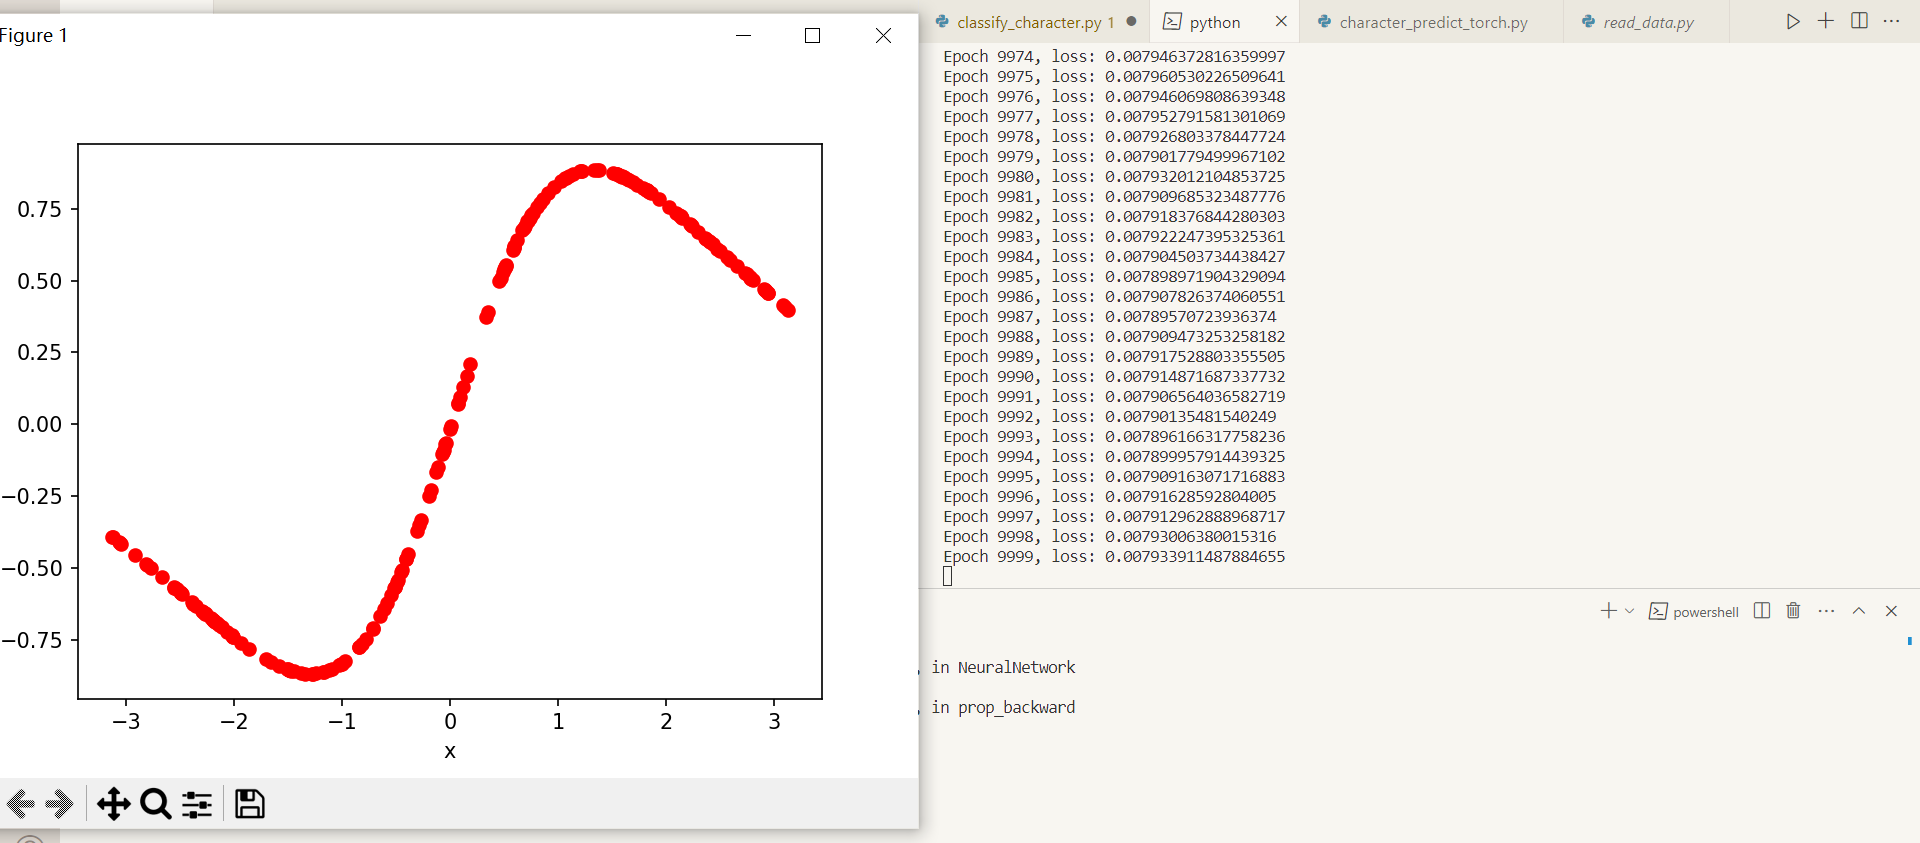 Figure 1
0.75
0.50
0.25
0.00
−0.25
−0.50
−0.75
−3 −2 −1 0 1 2 3
x
classify_character.py 1
python
character_predict_torch.py
read_data.py
Epoch 9974, loss: 0.007946372816359997
Epoch 9975, loss: 0.007960530226509641
Epoch 9976, loss: 0.007946069808639348
Epoch 9977, loss: 0.007952791581301069
Epoch 9978, loss: 0.007926803378447724
Epoch 9979, loss: 0.007901779499967102
Epoch 9980, loss: 0.007932012104853725
Epoch 9981, loss: 0.007909685323487776
Epoch 9982, loss: 0.007918376844280303
Epoch 9983, loss: 0.007922247395325361
Epoch 9984, loss: 0.007904503734438427
Epoch 9985, loss: 0.007898971904329094
Epoch 9986, loss: 0.007907826374060551
Epoch 9987, loss: 0.00789570723936374
Epoch 9988, loss: 0.007909473253258182
Epoch 9989, loss: 0.007917528803355505
Epoch 9990, loss: 0.007914871687337732
Epoch 9991, loss: 0.007906564036582719
Epoch 9992, loss: 0.00790135481540249
Epoch 9993, loss: 0.007896166317758236
Epoch 9994, loss: 0.007899957914439325
Epoch 9995, loss: 0.007909163071716883
Epoch 9996, loss: 0.00791628592804005
Epoch 9997, loss: 0.007912962888968717
Epoch 9998, loss: 0.00793006380015316
Epoch 9999, loss: 0.007933911487884655
powershell
, in NeuralNetwork
, in prop_backward